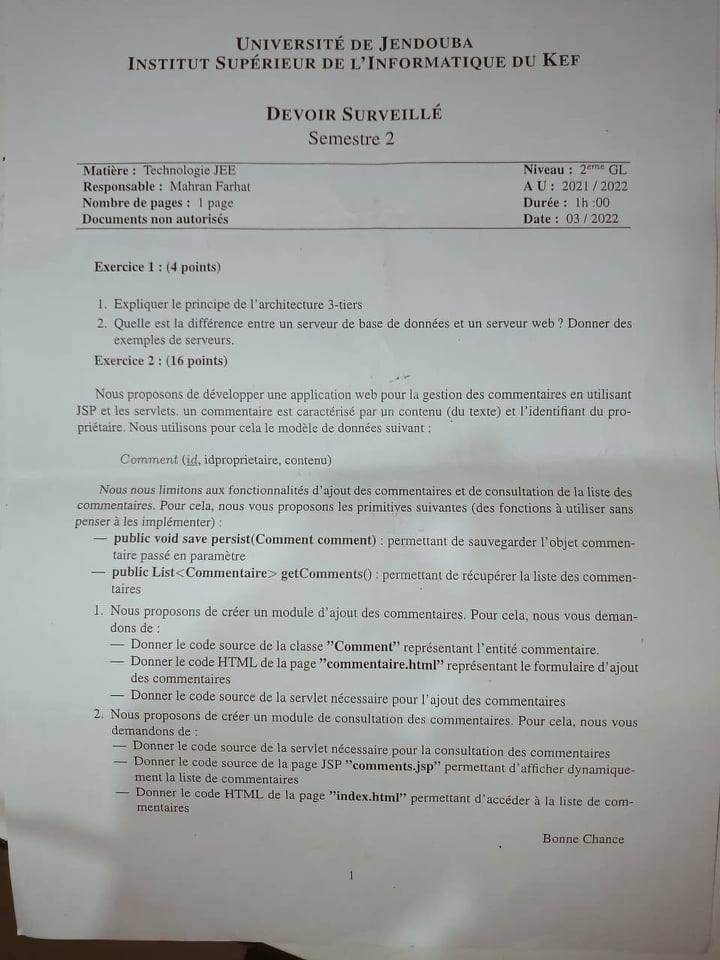 UNIVERSITÉ DE JENDOUBA
INSTITUT SUPÉRIEUR DE L'INFORMATIQUE DU KEF
DEVOIR SURVEILLÉ
Semestre 2
Matière : Technologie JEE
Niveau : 2eme GL
Responsable : Mahran Farhat
A U : 2021 / 2022
Nombre de pages : 1 page
Durée : 1h :00
Documents non autorisés
Date : 03 / 2022
Exercice 1 : (4 points)
1. Expliquer le principe de l'architecture 3-tiers
2. Quelle est la différence entre un serveur de base de données et un serveur web ? Donner des
exemples de serveurs.
Exercice 2 : (16 points)
Nous proposons de développer une application web pour la gestion des commentaires en utilisant
JSP et les servlets. un commentaire est caractérisé par un contenu (du texte) et l'identifiant du pro-
priétaire. Nous utilisons pour cela le modèle de données suivant :
Comment (id, idproprietaire, contenu)
Nous nous limitons aux fonctionnalités d'ajout des commentaires et de consultation de la liste des
commentaires. Pour cela, nous vous proposons les primitives suivantes (des fonctions à utiliser sans
penser à les implémenter) :
— public void save persist(Comment comment) : permettant de sauvegarder l'objet commen-
taire passé en paramètre
— public List<Commentaire> getComments() : permettant de récupérer la liste des commen-
taires
1. Nous proposons de créer un module d'ajout des commentaires. Pour cela, nous vous deman-
dons de :
— Donner le code source de la classe "Comment" représentant l'entité commentaire.
— Donner le code HTML de la page "commentaire.html" représentant le formulaire d'ajout
des commentaires
— Donner le code source de la servlet nécessaire pour l'ajout des commentaires
2. Nous proposons de créer un module de consultation des commentaires. Pour cela, nous vous
demandons de :
— Donner le code source de la servlet nécessaire pour la consultation des commentaires
— Donner le code source de la page JSP "comments.jsp" permettant d'afficher dynamique-
ment la liste de commentaires
— Donner le code HTML de la page "index.html" permettant d'accéder à la liste de com-
mentaires
Bonne Chance
1